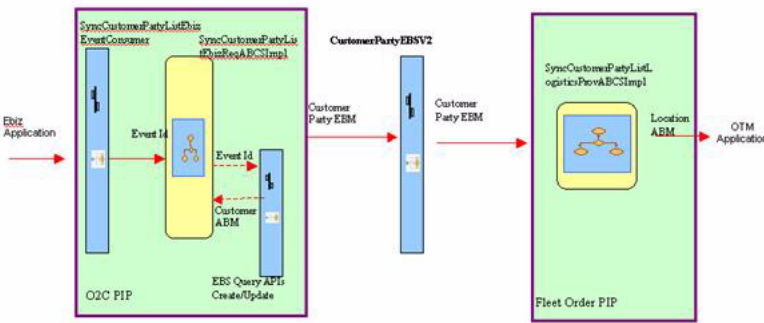 SyncCustomerPartyListEbiz
EventConsumer
SyncCustomerPartyLis
tEbizReqABCSImpl
CustomerPartyEBSV2
SyncCustomerPartyListL
ogisticsProvABCSImpl
Ebiz
Application
Event Id
Event Id
Customer
ABM
Customer
Party EBM
Customer
Party EBM
Location
ABM
OTM
Application
EBS Query APIs
Create/Update
O2C PIP
Fleet Order PIP